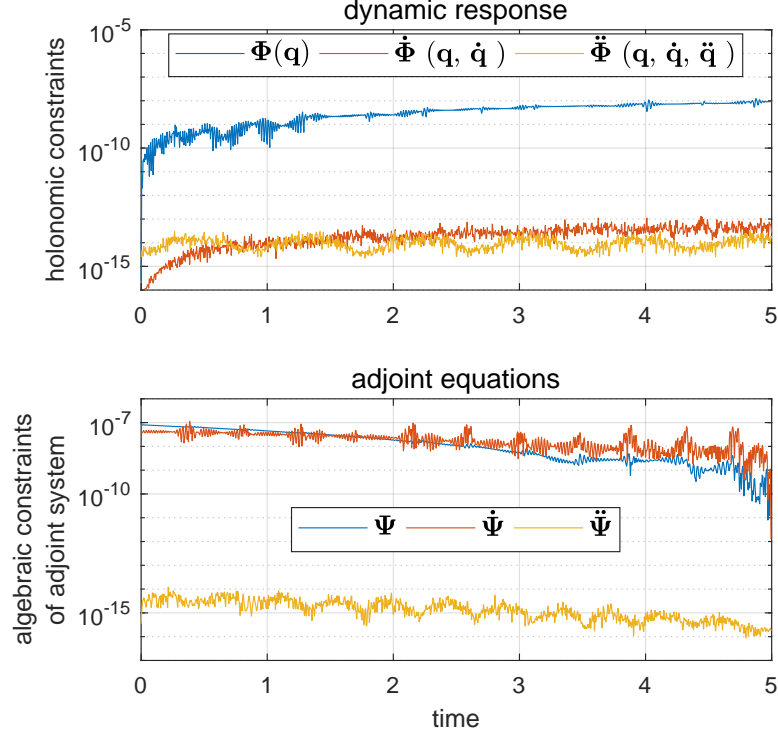 dynamic response
10⁻⁵
Φ(q) Φ̇ (q, q̇ ) Φ̈ (q, q̇, q̈ )
10⁻¹⁰
10⁻¹⁵
holonomic constraints
0 1 2 3 4 5
adjoint equations
10⁻⁷
10⁻¹⁰
Ψ Ψ̇ Ψ̈
10⁻¹⁵
algebraic constraints
of adjoint system
0 1 2 3 4 5
time